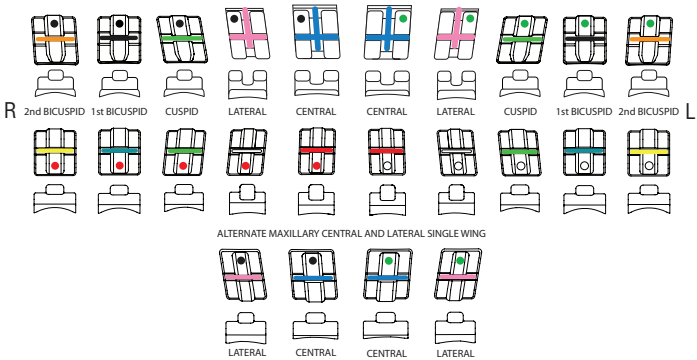 R 2nd BICUSPID 1st BICUSPID CUSPID LATERAL CENTRAL CENTRAL LATERAL CUSPID 1st BICUSPID 2nd BICUSPID L
ALTERNATE MAXILLARY CENTRAL AND LATERAL SINGLE WING
LATERAL CENTRAL CENTRAL LATERAL